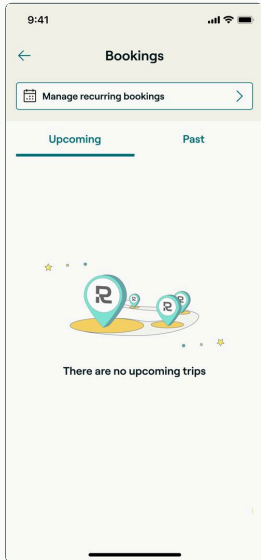 9:41
Bookings
Manage recurring bookings
Upcoming Past
R R R R
There are no upcoming trips